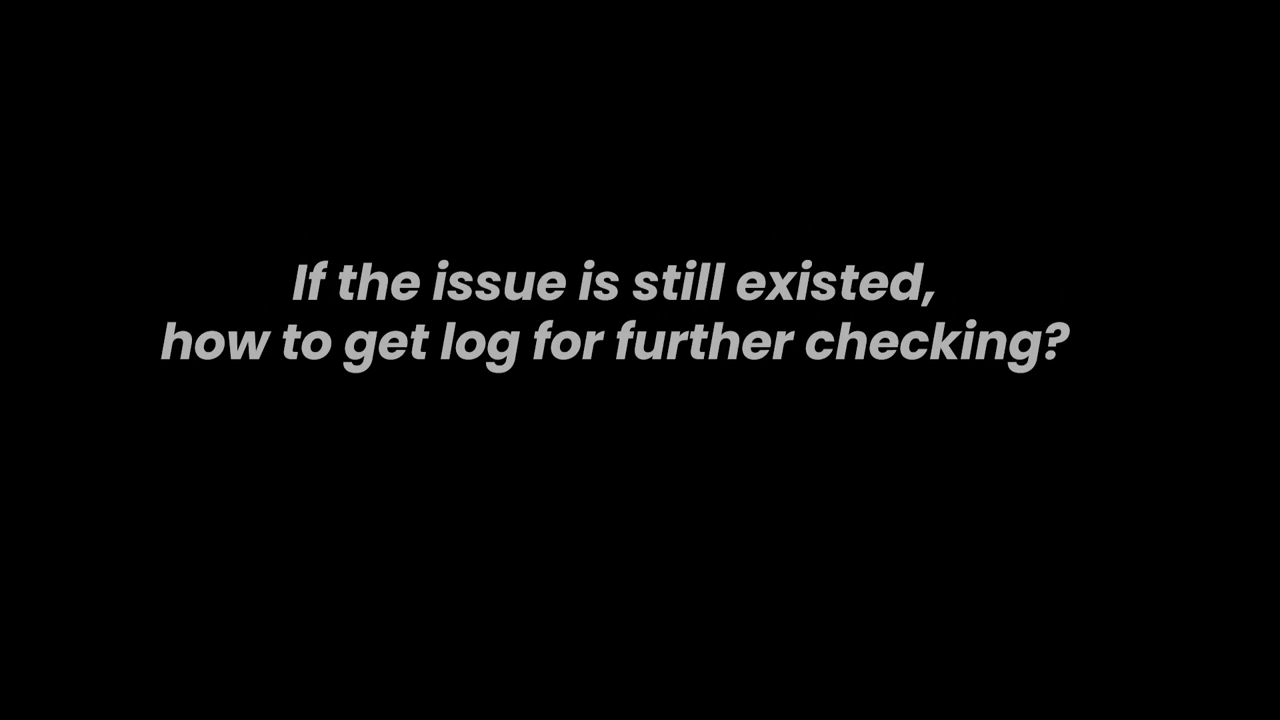 If the issue is still existed,
how to get log for further checking?